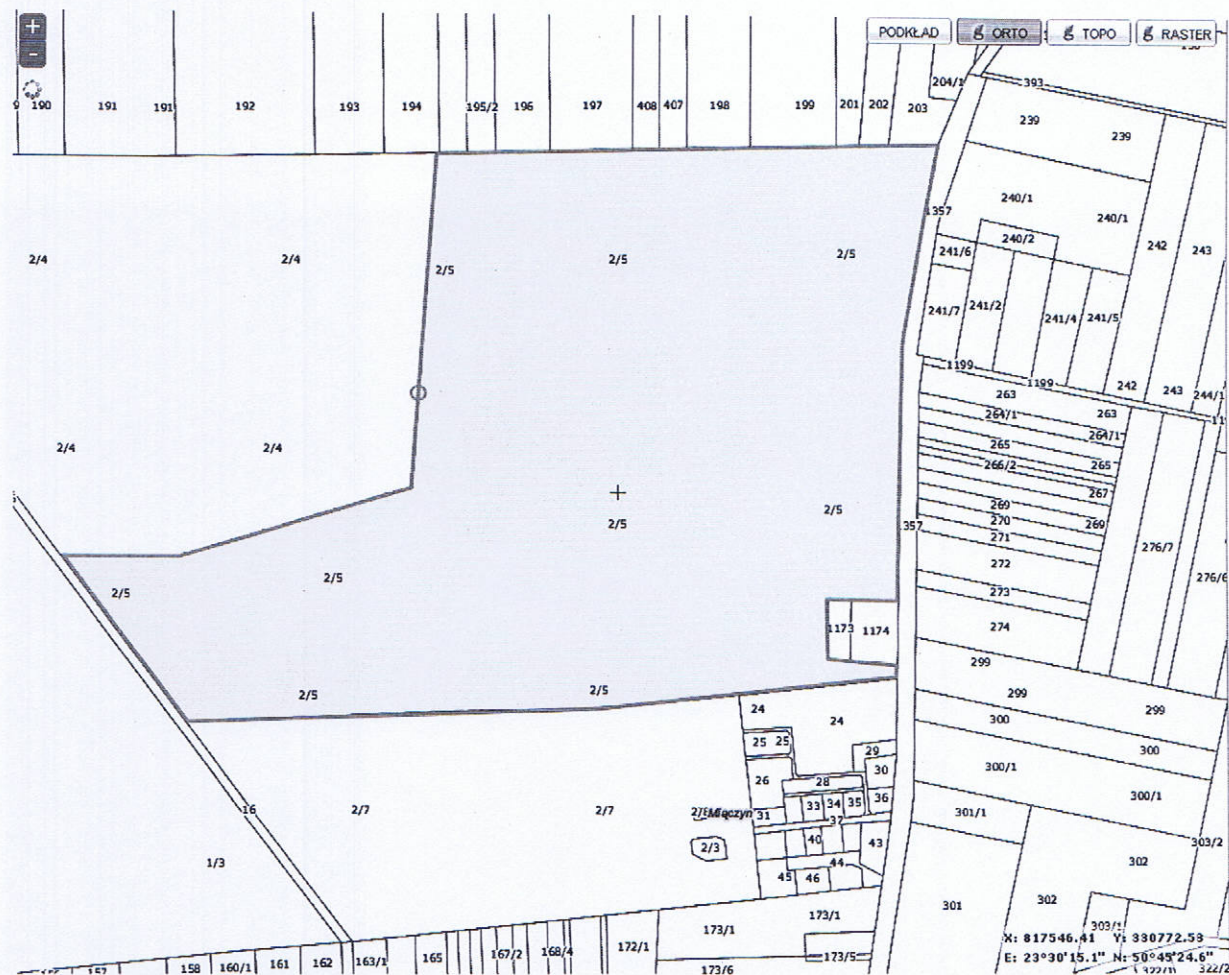 +
PODKŁAD ORTO TOPO RASTER
-
204/1 393
190 191 191 192 193 194 195/2 196 197 408 407 198 199 201 202 203
239 239
240/1 240/1
1357
240/2 242 243
2/4 2/4 2/5 2/5 2/5 241/6
241/7 241/2 241/4 241/5
1199
1199 242 243 244/1
263 263
264/1 264/1
265 265
2/4 2/4 266/2
267
269 269
2/5 2/5 270
271
276/7
272 276/6
2/5 2/5 273
1173 1174 274
299
2/5 2/5 299 299
24 24 300 300
25 25 29
26 30 300/1 300/1
28
16 2/7 2/7 Miączyn 31 33 34 35 36 301/1
37
40 43 303/2
1/3 2/3 44 302
45 46
301 302
173/1 303/1
173/1
X: 817546.41 Y: 330772.53
172/1
157 158 160/1 161 162 163/1 165 167/2 168/4 173/5 E: 23°30'15.1" N: 50°45'24.6"
173/6